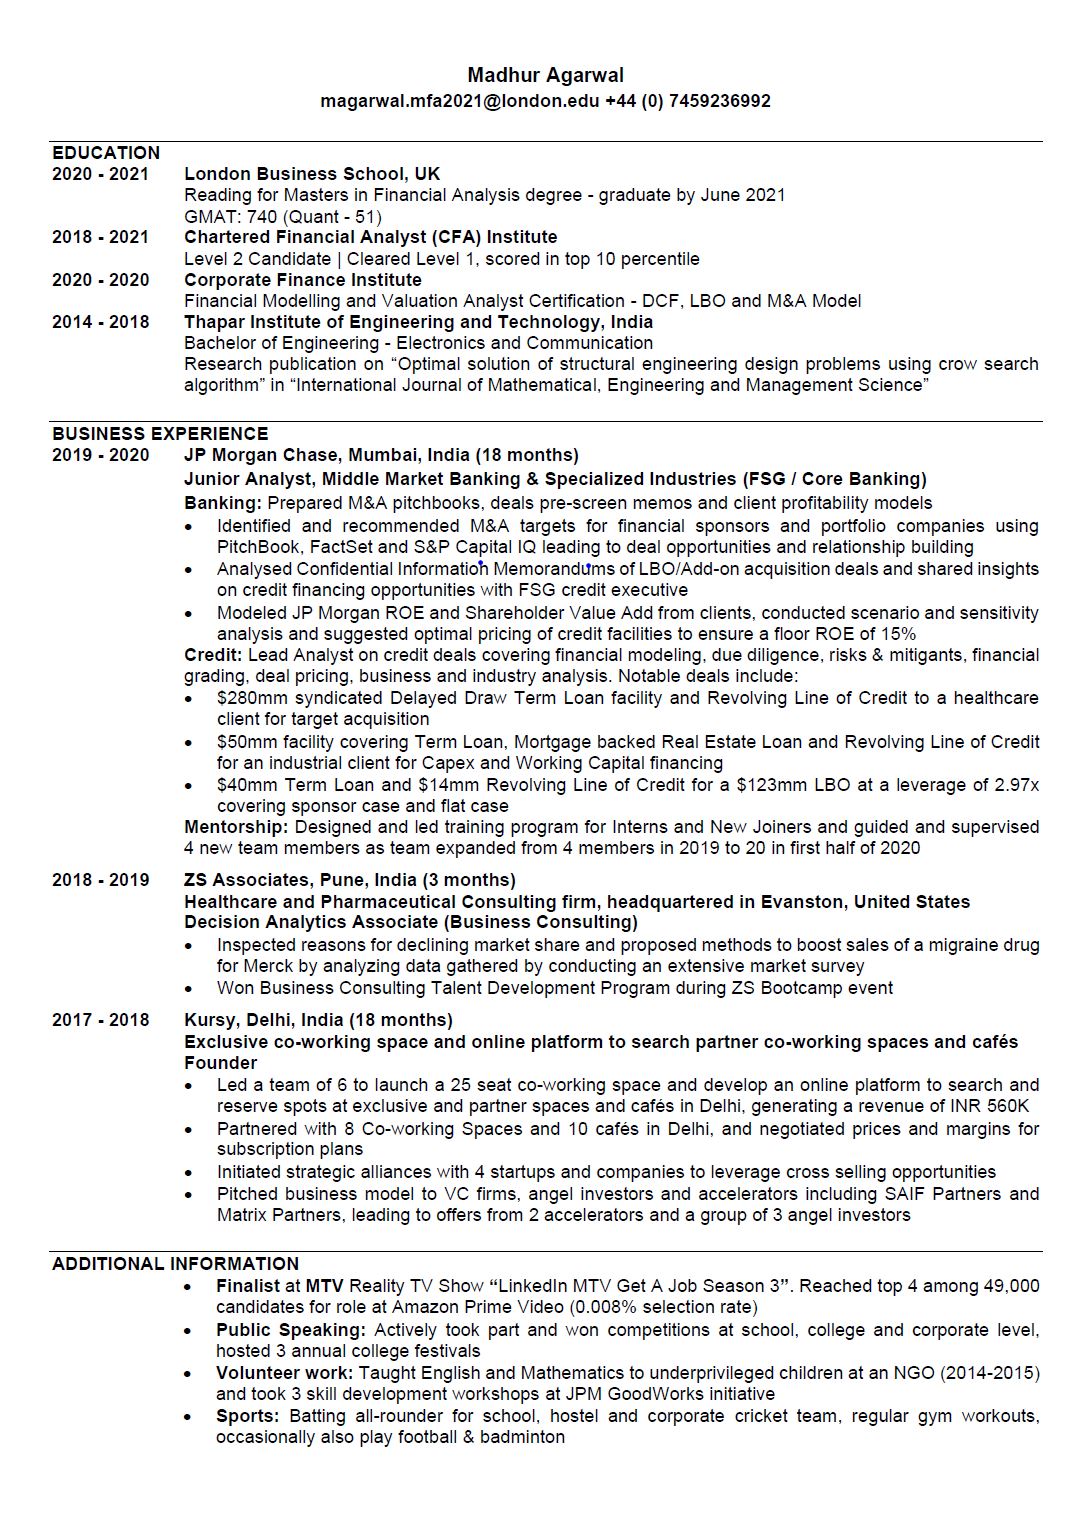 Madhur Agarwal
magarwal.mfa2021@london.edu +44 (0) 7459236992
EDUCATION
2020 - 2021 London Business School, UK
Reading for Masters in Financial Analysis degree - graduate by June 2021
GMAT: 740 (Quant - 51)
2018 - 2021 Chartered Financial Analyst (CFA) Institute
Level 2 Candidate | Cleared Level 1, scored in top 10 percentile
2020 - 2020 Corporate Finance Institute
Financial Modelling and Valuation Analyst Certification - DCF, LBO and M&A Model
2014 - 2018 Thapar Institute of Engineering and Technology, India
Bachelor of Engineering - Electronics and Communication
Research publication on “Optimal solution of structural engineering design problems using crow search
algorithm” in “International Journal of Mathematical, Engineering and Management Science”
BUSINESS EXPERIENCE
2019 - 2020 JP Morgan Chase, Mumbai, India (18 months)
Junior Analyst, Middle Market Banking & Specialized Industries (FSG / Core Banking)
Banking: Prepared M&A pitchbooks, deals pre-screen memos and client profitability models
• Identified and recommended M&A targets for financial sponsors and portfolio companies using
PitchBook, FactSet and S&P Capital IQ leading to deal opportunities and relationship building
• Analysed Confidential Information Memorandums of LBO/Add-on acquisition deals and shared insights
on credit financing opportunities with FSG credit executive
• Modeled JP Morgan ROE and Shareholder Value Add from clients, conducted scenario and sensitivity
analysis and suggested optimal pricing of credit facilities to ensure a floor ROE of 15%
Credit: Lead Analyst on credit deals covering financial modeling, due diligence, risks & mitigants, financial
grading, deal pricing, business and industry analysis. Notable deals include:
• $280mm syndicated Delayed Draw Term Loan facility and Revolving Line of Credit to a healthcare
client for target acquisition
• $50mm facility covering Term Loan, Mortgage backed Real Estate Loan and Revolving Line of Credit
for an industrial client for Capex and Working Capital financing
• $40mm Term Loan and $14mm Revolving Line of Credit for a $123mm LBO at a leverage of 2.97x
covering sponsor case and flat case
Mentorship: Designed and led training program for Interns and New Joiners and guided and supervised
4 new team members as team expanded from 4 members in 2019 to 20 in first half of 2020
2018 - 2019 ZS Associates, Pune, India (3 months)
Healthcare and Pharmaceutical Consulting firm, headquartered in Evanston, United States
Decision Analytics Associate (Business Consulting)
• Inspected reasons for declining market share and proposed methods to boost sales of a migraine drug
for Merck by analyzing data gathered by conducting an extensive market survey
• Won Business Consulting Talent Development Program during ZS Bootcamp event
2017 - 2018 Kursy, Delhi, India (18 months)
Exclusive co-working space and online platform to search partner co-working spaces and cafés
Founder
• Led a team of 6 to launch a 25 seat co-working space and develop an online platform to search and
reserve spots at exclusive and partner spaces and cafés in Delhi, generating a revenue of INR 560K
• Partnered with 8 Co-working Spaces and 10 cafés in Delhi, and negotiated prices and margins for
subscription plans
• Initiated strategic alliances with 4 startups and companies to leverage cross selling opportunities
• Pitched business model to VC firms, angel investors and accelerators including SAIF Partners and
Matrix Partners, leading to offers from 2 accelerators and a group of 3 angel investors
ADDITIONAL INFORMATION
• Finalist at MTV Reality TV Show “LinkedIn MTV Get A Job Season 3”. Reached top 4 among 49,000
candidates for role at Amazon Prime Video (0.008% selection rate)
• Public Speaking: Actively took part and won competitions at school, college and corporate level,
hosted 3 annual college festivals
• Volunteer work: Taught English and Mathematics to underprivileged children at an NGO (2014-2015)
and took 3 skill development workshops at JPM GoodWorks initiative
• Sports: Batting all-rounder for school, hostel and corporate cricket team, regular gym workouts,
occasionally also play football & badminton